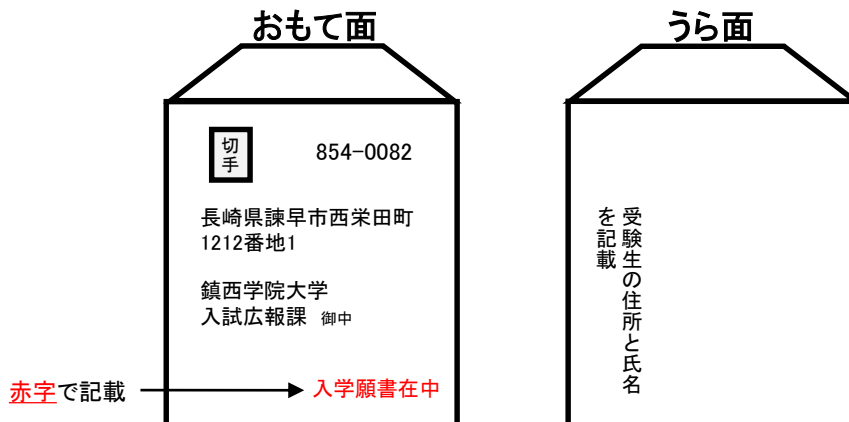 おもて面
うら面
切手
854-0082
長崎県諫早市西栄田町
1212番地1
鎮西学院大学
入試広報課 御中
赤字で記載
入学願書在中
受験生の住所と氏名
を記載